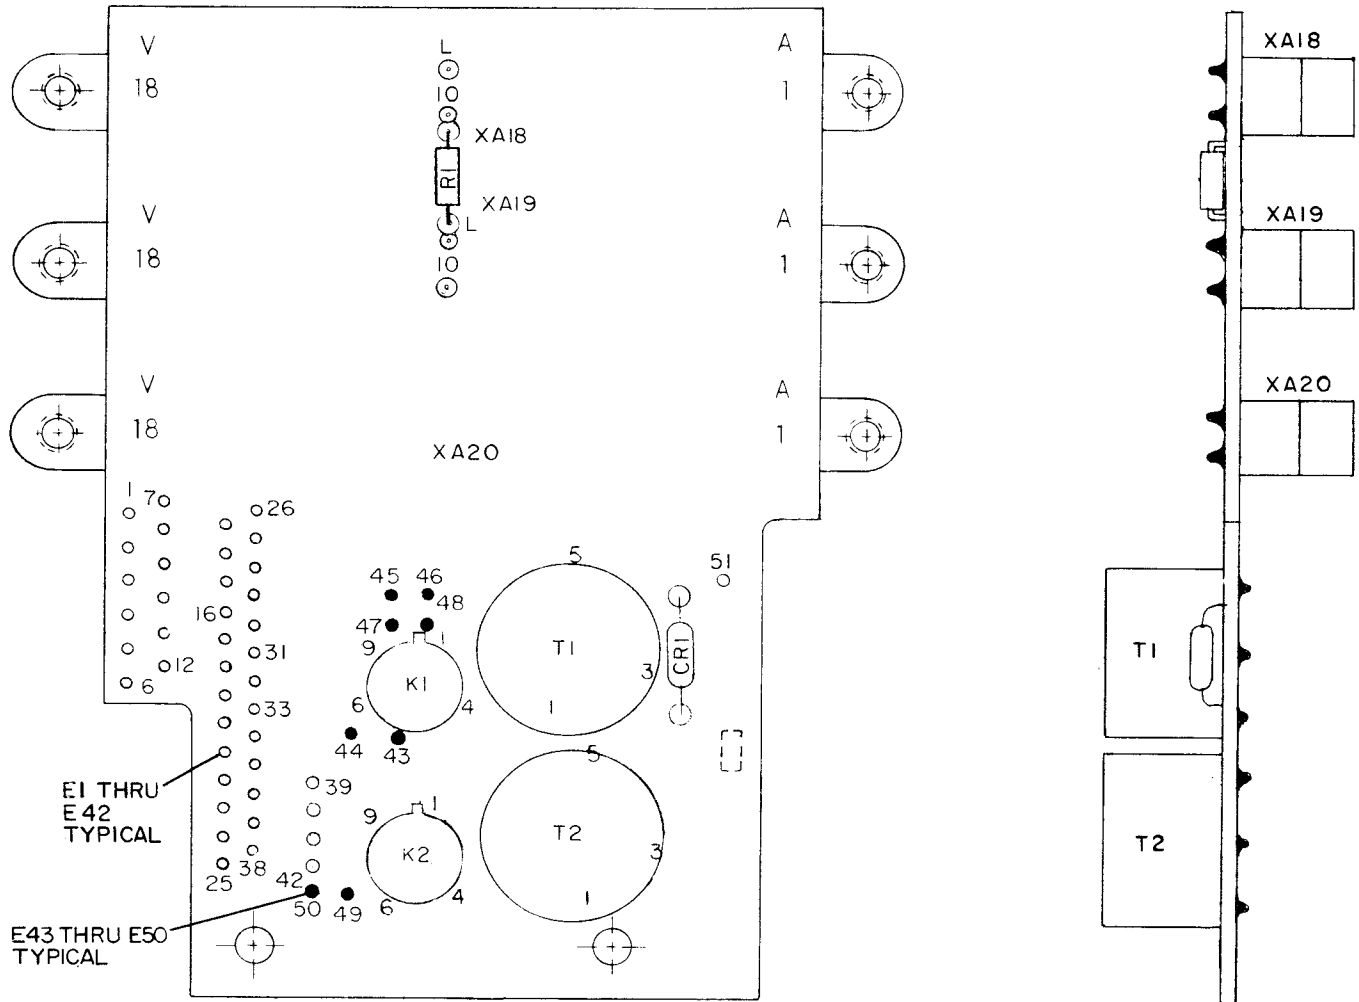 V
18
L
10
XA18
R1
XA19
L
10
A
1
V
18
A
1
V
18
A
1
XA20
1
7
26
16
12
6
31
33
45
46
47
48
9
1
K1
6
4
44
43
5
T1
3
1
CR1
51
E1 THRU
E42
TYPICAL
39
9
1
K2
6
4
5
T2
3
1
25
38
42
50
49
E43 THRU E50
TYPICAL
XA18
XA19
XA20
T1
T2